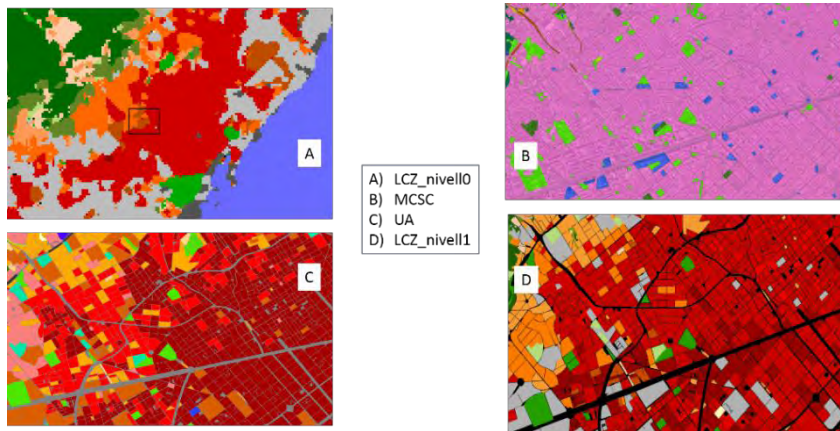 A
B
A) LCZ_nivell0
B) MCSC
C) UA
D) LCZ_nivell1
C
D